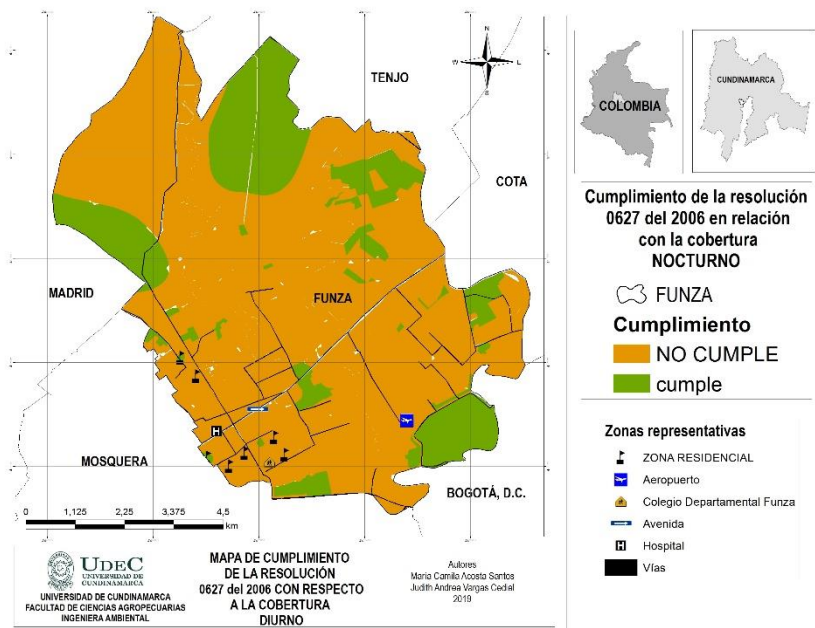 TENJO
N
W
L
S
COTA
MADRID
FUNZA
MOSQUERA
BOGOTÁ, D.C.
0 1,125 2,25 3,375 4,5
km
COLOMBIA
CUNDINAMARCA
Cumplimiento de la resolución
0627 del 2006 en relación
con la cobertura
NOCTURNO
FUNZA
Cumplimiento
NO CUMPLE
cumple
Zonas representativas
ZONA RESIDENCIAL
Aeropuerto
Colegio Departamental Funza
Avenida
H Hospital
Vías
H
UDEC
UNIVERSIDAD DE
CUNDINAMARCA
UNIVERSIDAD DE CUNDINAMARCA
FACULTAD DE CIENCIAS AGROPECUARIAS
INGENIERA AMBIENTAL
MAPA DE CUMPLIMIENTO
DE LA RESOLUCIÓN
0627 del 2006 CON RESPECTO
A LA COBERTURA
DIURNO
Autores
Maria Camila Acosta Santos
Judith Andrea Vargas Cediel
2019